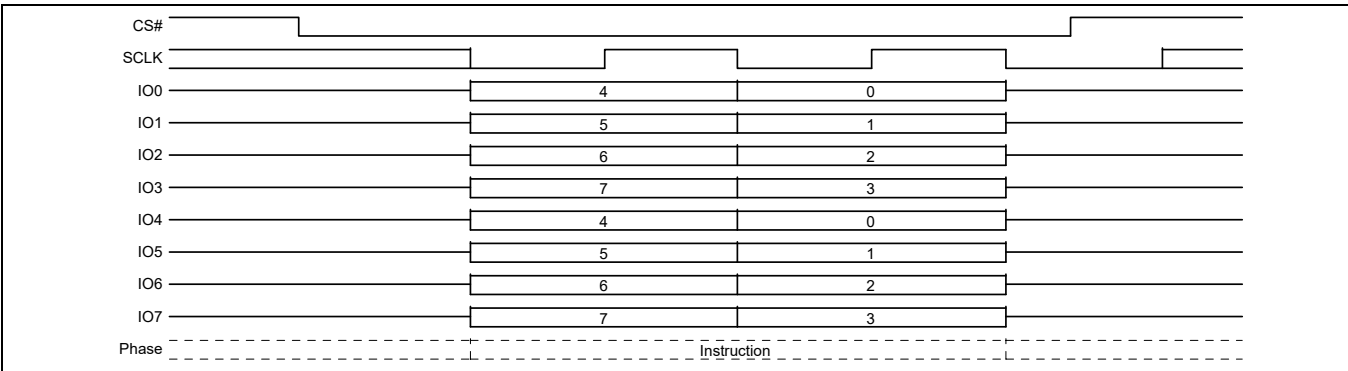 CS#
SCLK
IO0 4 0
IO1 5 1
IO2 6 2
IO3 7 3
IO4 4 0
IO5 5 1
IO6 6 2
IO7 7 3
Phase Instruction